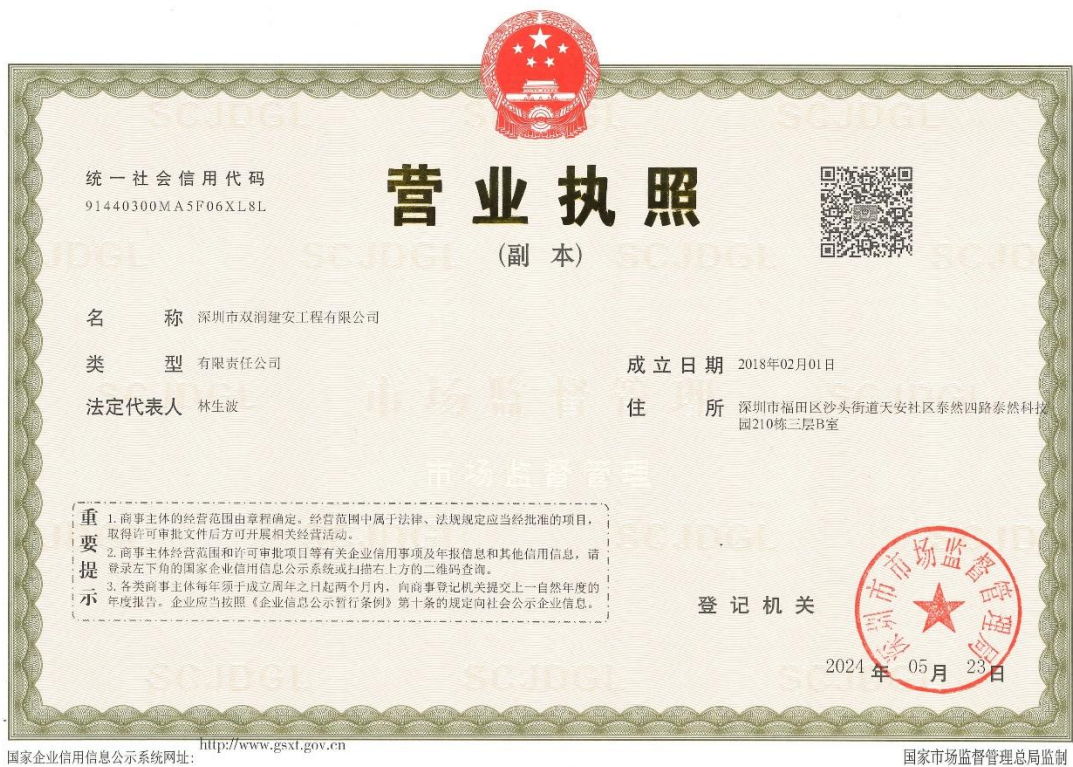 统一社会信用代码
91440300MA5F06XL8L
营业执照
(副 本)
名 称 深圳市双润建安工程有限公司
类 型 有限责任公司
成立日期 2018年02月01日
法定代表人 林生波
住 所 深圳市福田区沙头街道天安社区泰然四路泰然科技
园210栋三层B室
市场监督管理
市场监督管理
重要提示
1. 商事主体的经营范围由章程确定。经营范围中属于法律、法规规定应当经批准的项目,
取得许可审批文件后方可开展相关经营活动。
2. 商事主体经营范围和许可审批项目等有关企业信用事项及年报信息和其他信用信息,请
登录左下角的国家企业信用信息公示系统或扫描右上方的二维码查询。
3. 各类商事主体每年须于成立周年之日起两个月内,向商事登记机关提交上一自然年度的
年度报告。企业应当按照《企业信息公示暂行条例》第十条的规定向社会公示企业信息。
登记机关
深圳市市场监督管理局
2024 年 05 月 23 日
国家企业信用信息公示系统网址: http://www.gsxt.gov.cn
国家市场监督管理总局监制